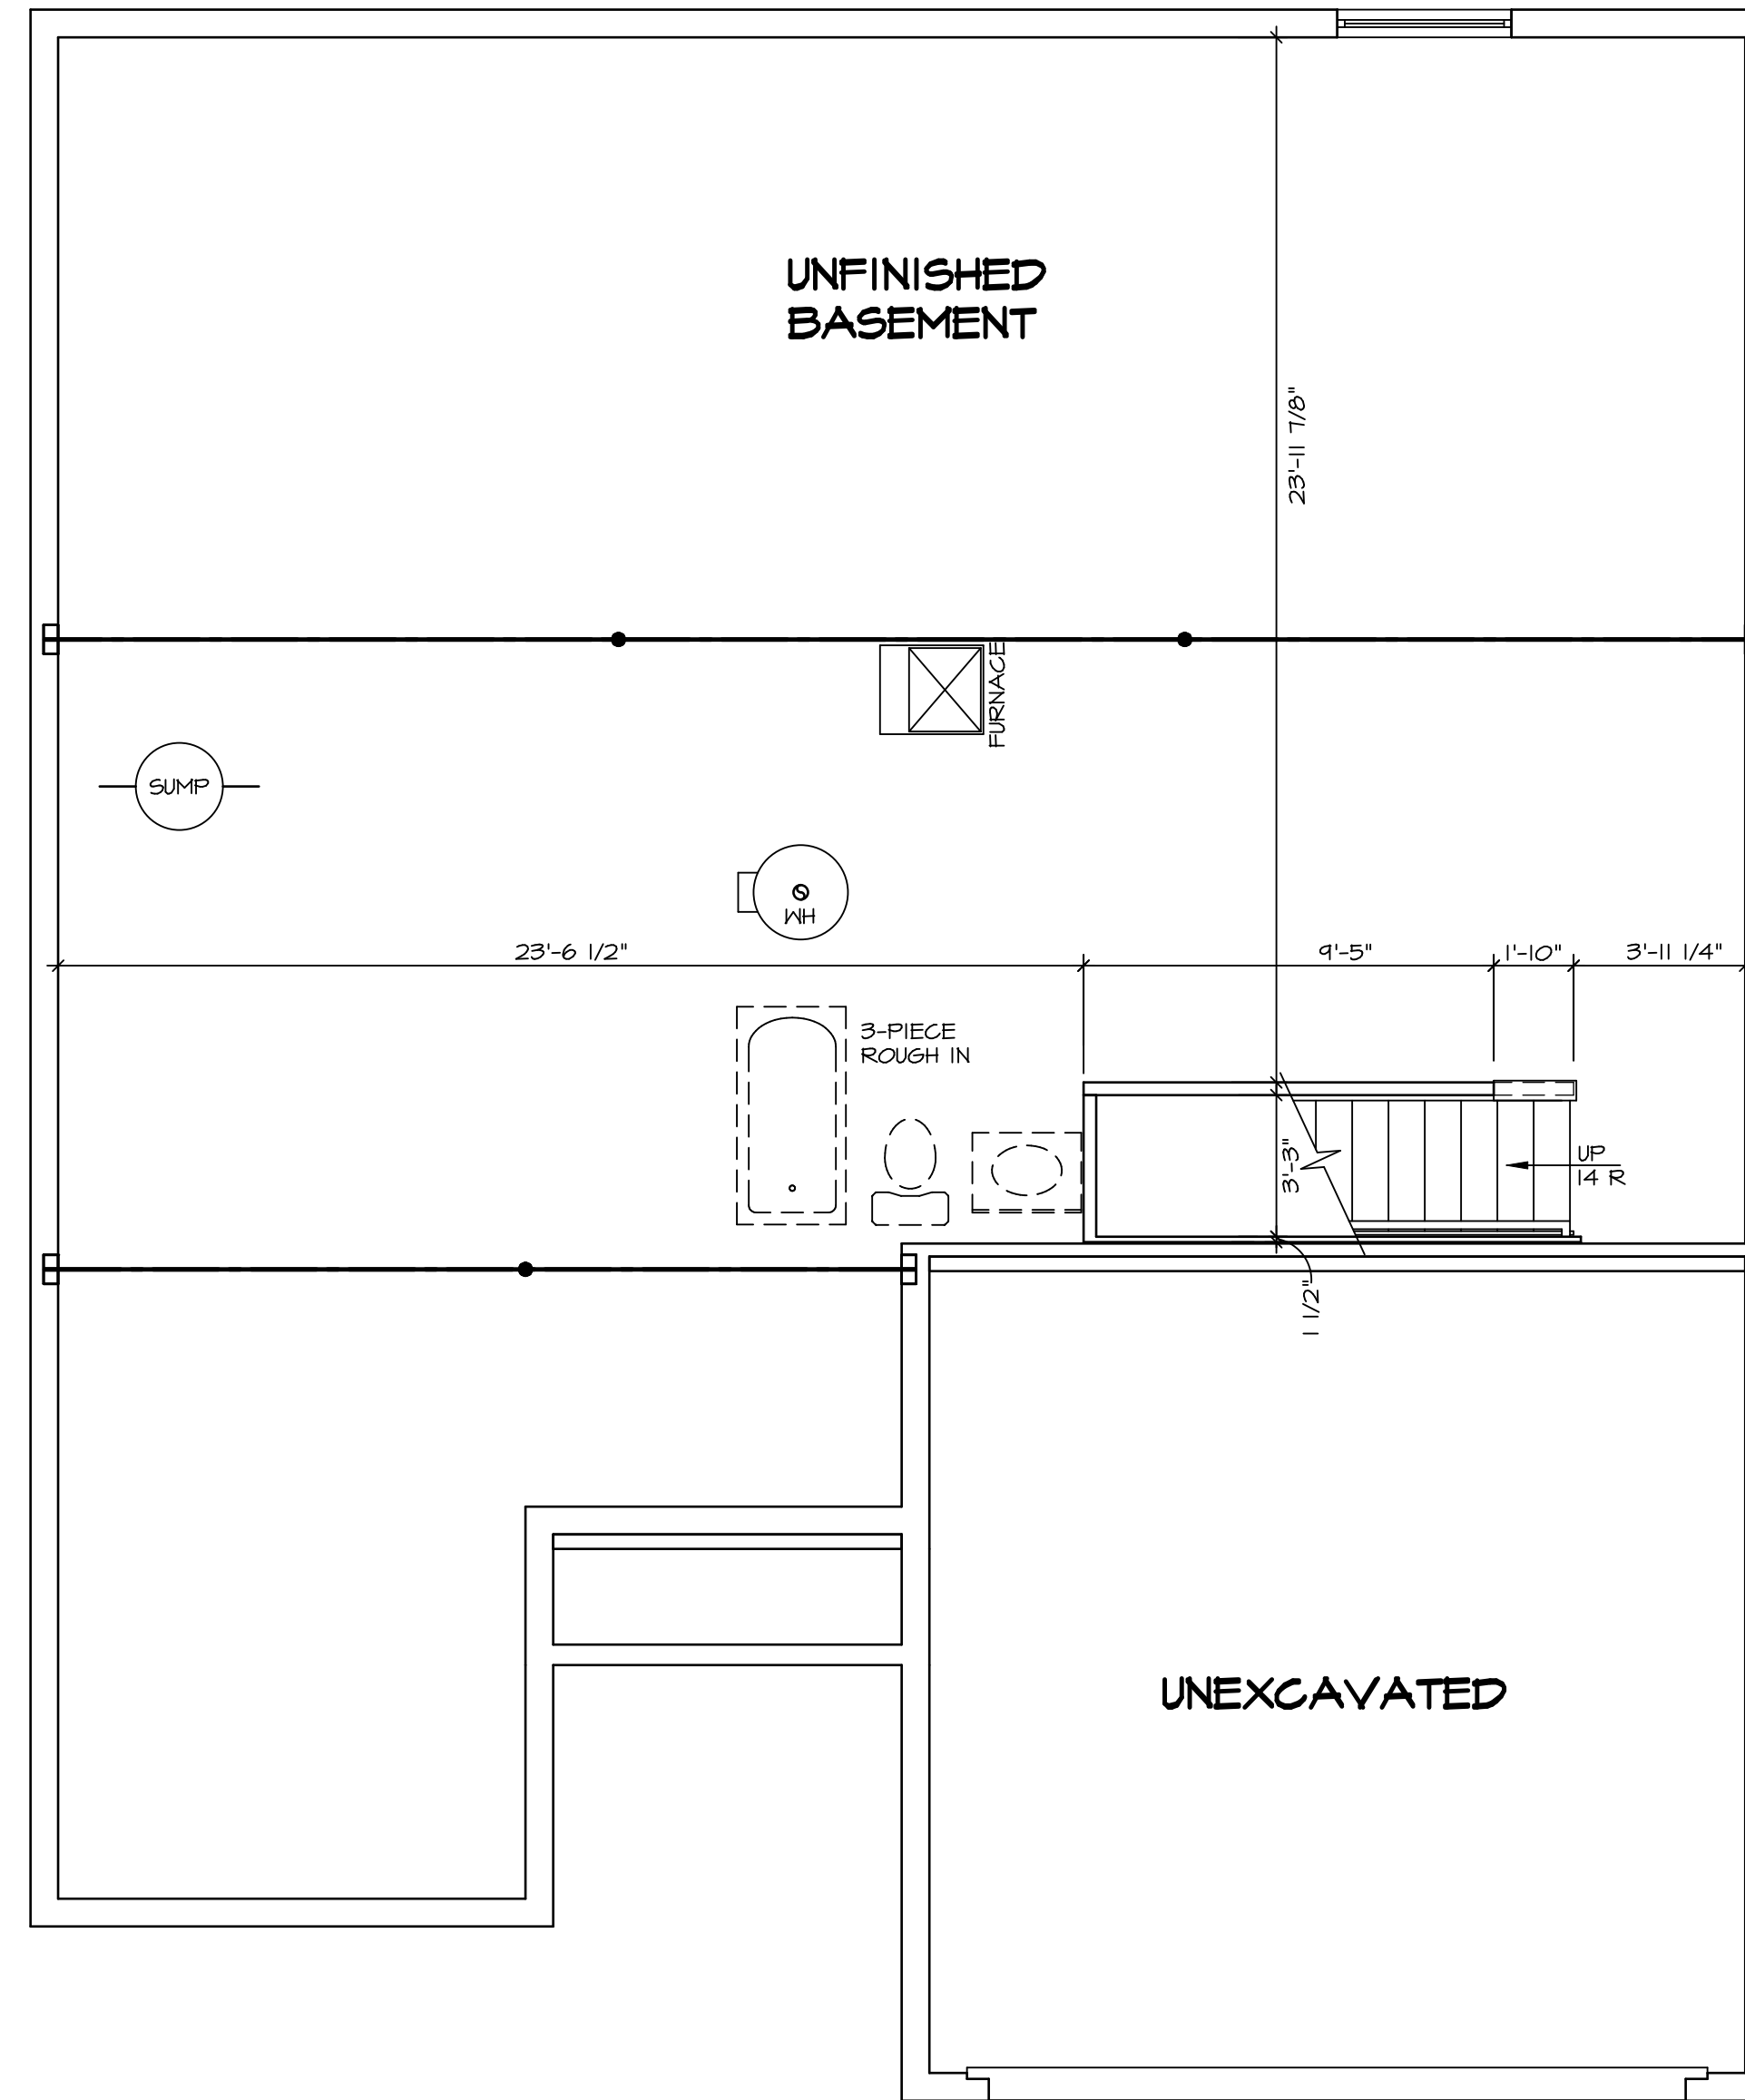 UNFINISHED
BASEMENT
23'-11 7/8"
FURNACE
SUMP
WH
23'-6 1/2"
9'-5"
1'-10"
3'-11 1/4"
3-PIECE
ROUGH IN
3'-3"
UP
14 R
1 1/2"
UNEXCAVATED